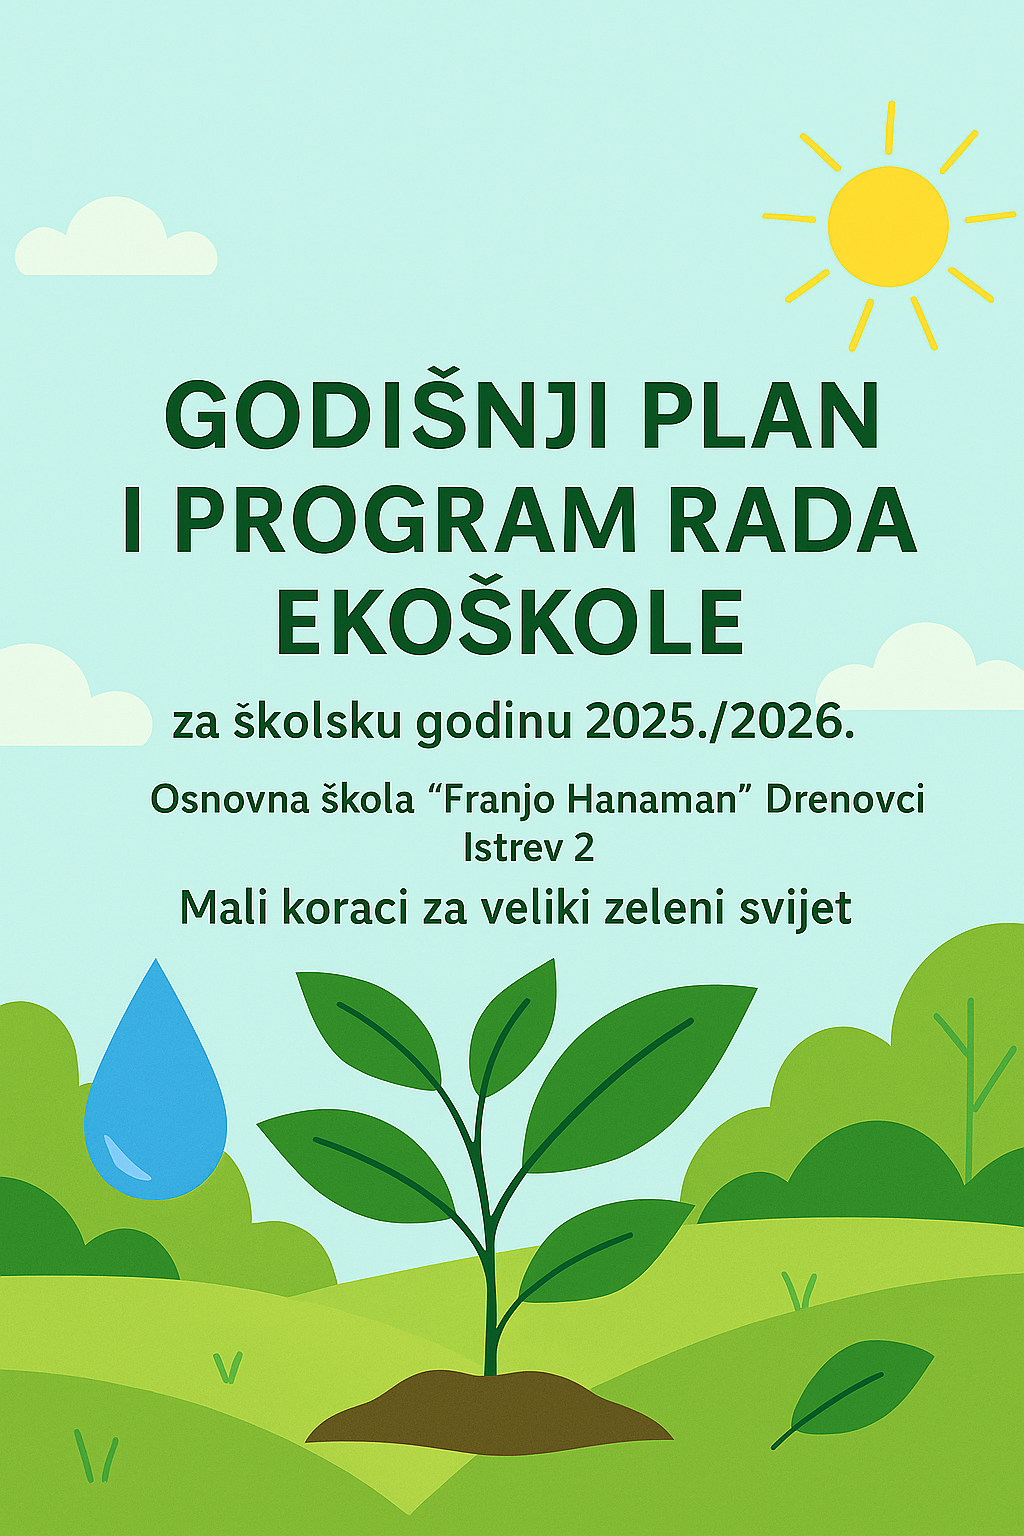 GODIŠNJI PLAN
I PROGRAM RADA
EKOŠKOLE
za školsku godinu 2025./2026.
Osnovna škola “Franjo Hanaman” Drenovci
Istrev 2
Mali koraci za veliki zeleni svijet